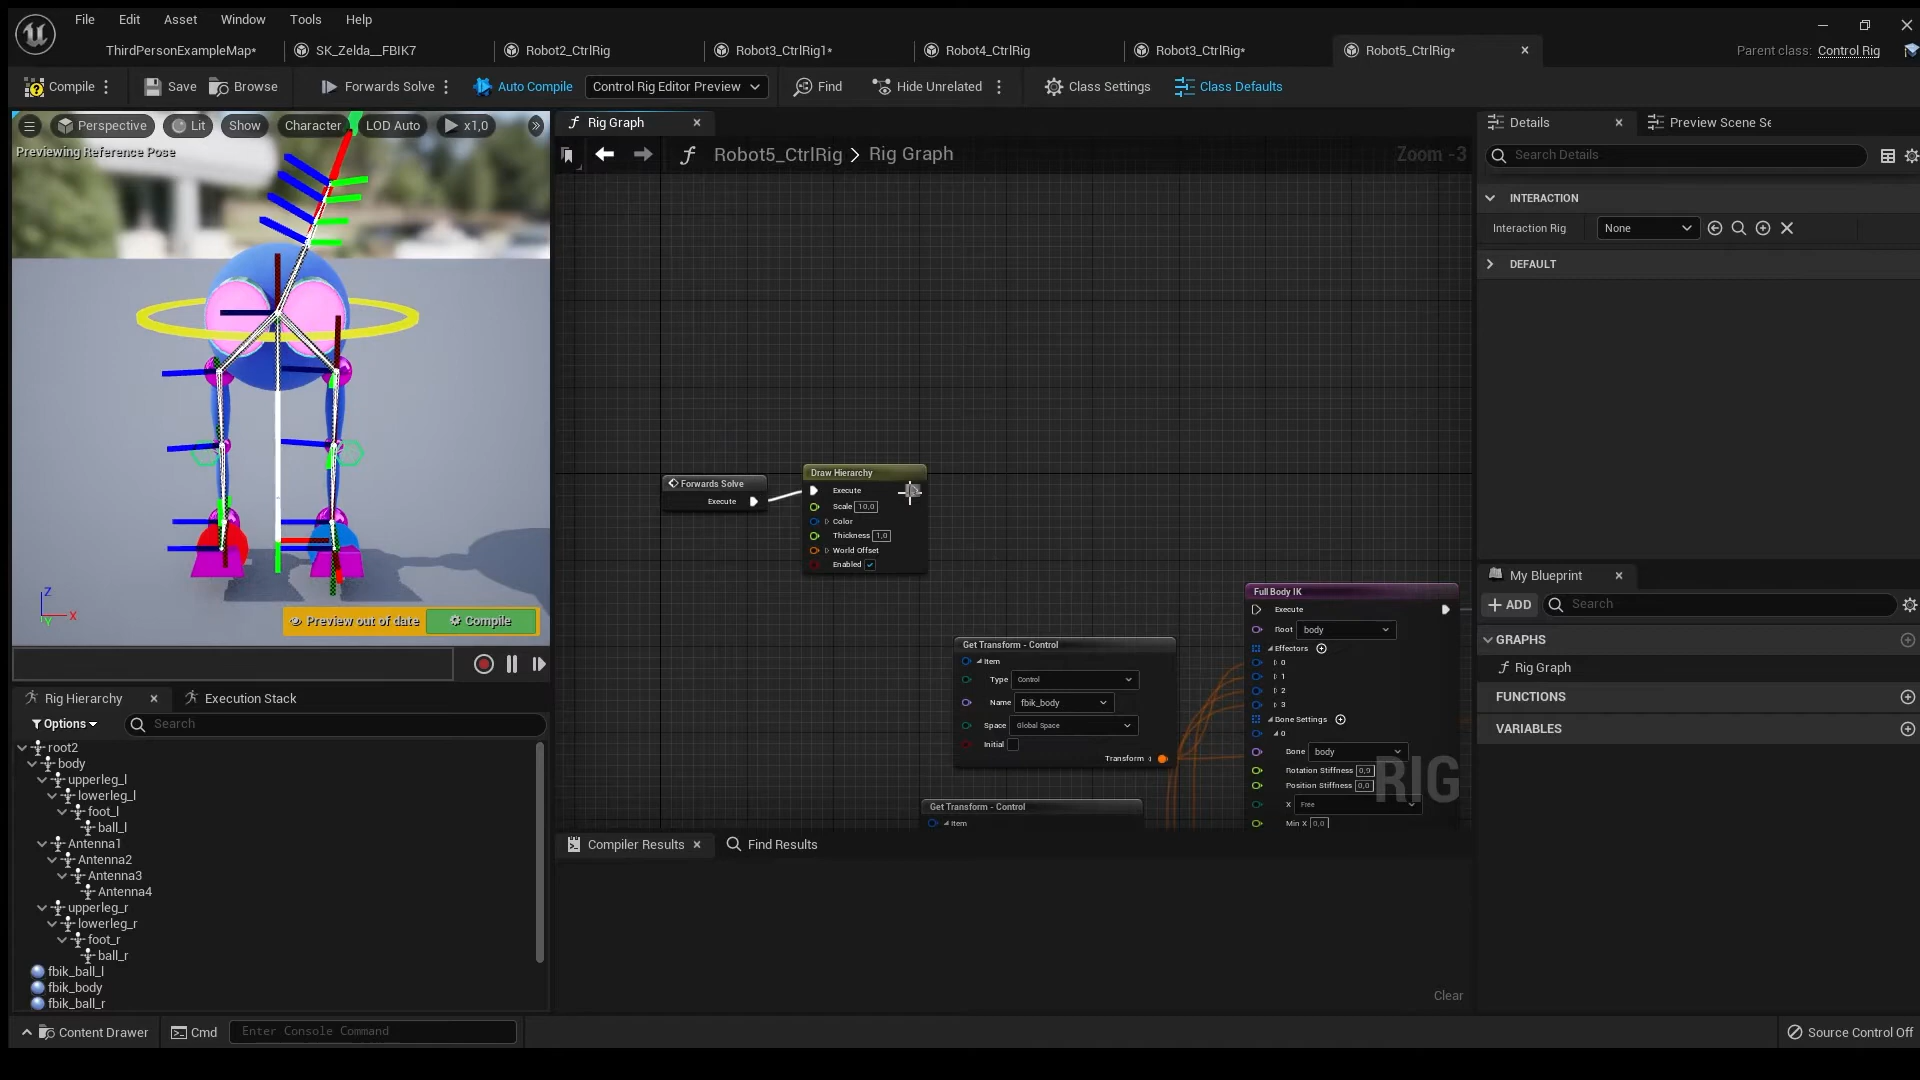 File Edit Asset Window Tools Help
ThirdPersonExampleMap* SK_Zelda__FBIK7 Robot2_CtrlRig Robot3_CtrlRig1* Robot4_CtrlRig Robot3_CtrlRig* Robot5_CtrlRig* Parent class: Control Rig
Compile Save Browse Forwards Solve Auto Compile Control Rig Editor Preview Find Hide Unrelated Class Settings Class Defaults
Perspective Lit Show Character LOD Auto x1,0
Previewing Reference Pose
Z
X
Y
Preview out of date Compile
Rig Graph
Robot5_CtrlRig > Rig Graph Zoom -3
Forwards Solve
Execute
Draw Hierarchy
Execute
Scale 10,0
Color
Thickness 1,0
World Offset
Enabled
Get Transform - Control
Item
Type Control
Name fbik_body
Space Global Space
Initial
Transform
Get Transform - Control
Item
Full Body IK
Execute
Root body
Effectors
0
1
2
3
Bone Settings
0
Bone body
Rotation Stiffness 0,9
Position Stiffness 0,0
X Free
Min X 0,0
RIG
Compiler Results Find Results
Clear
Details Preview Scene Se
Search Details
INTERACTION
Interaction Rig None
DEFAULT
My Blueprint
ADD Search
GRAPHS
Rig Graph
FUNCTIONS
VARIABLES
Rig Hierarchy Execution Stack
Options Search
root2
body
upperleg_l
lowerleg_l
foot_l
ball_l
Antenna1
Antenna2
Antenna3
Antenna4
upperleg_r
lowerleg_r
foot_r
ball_r
fbik_ball_l
fbik_body
fbik_ball_r
Content Drawer Cmd Enter Console Command Source Control Off